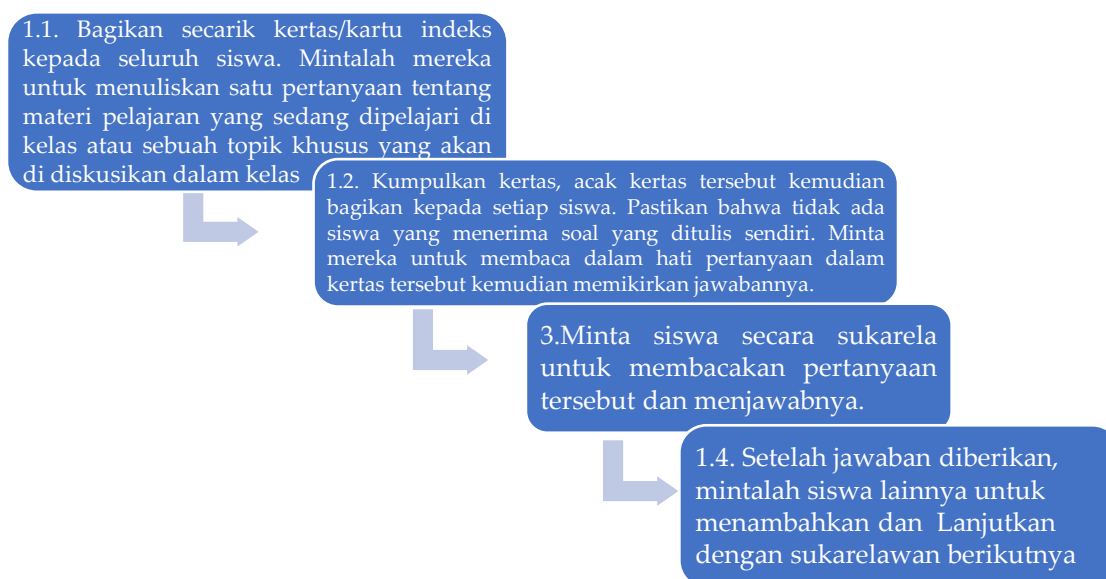 1.1. Bagikan secarik kertas/kartu indeks
kepada seluruh siswa. Mintalah mereka
untuk menuliskan satu pertanyaan tentang
materi pelajaran yang sedang dipelajari di
kelas atau sebuah topik khusus yang akan
di diskusikan dalam kelas
1.2. Kumpulkan kertas, acak kertas tersebut kemudian
bagikan kepada setiap siswa. Pastikan bahwa tidak ada
siswa yang menerima soal yang ditulis sendiri. Minta
mereka untuk membaca dalam hati pertanyaan dalam
kertas tersebut kemudian memikirkan jawabannya.
3.Minta siswa secara sukarela
untuk membacakan pertanyaan
tersebut dan menjawabnya.
1.4. Setelah jawaban diberikan,
mintalah siswa lainnya untuk
menambahkan dan Lanjutkan
dengan sukarelawan berikutnya